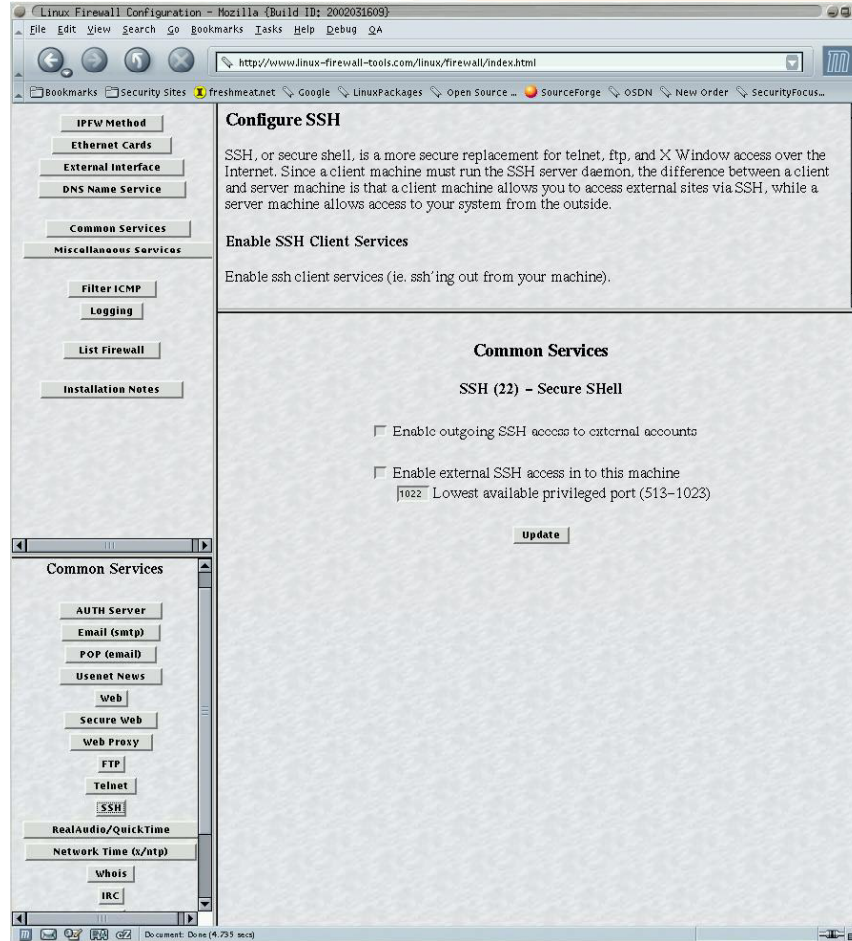 Linux Firewall Configuration - Mozilla {Build ID: 2002031609}
File Edit View Search Go Bookmarks Tasks Help Debug QA
http://www.linux-firewall-tools.com/linux/firewall/index.html
Bookmarks Security Sites freshmeat.net Google LinuxPackages Open Source ... SourceForge OSDN New Order SecurityFocus...
IPFW Method
Ethernet Cards
External Interface
DNS Name Service
Common Services
Miscellaneous Services
Filter ICMP
Logging
List Firewall
Installation Notes
Configure SSH
SSH, or secure shell, is a more secure replacement for telnet, ftp, and X Window access over the
Internet. Since a client machine must run the SSH server daemon, the difference between a client
and server machine is that a client machine allows you to access external sites via SSH, while a
server machine allows access to your system from the outside.
Enable SSH Client Services
Enable ssh client services (ie. ssh'ing out from your machine).
Common Services
SSH (22) – Secure SHell
Enable outgoing SSH access to external accounts
Enable external SSH access in to this machine
1022 Lowest available privileged port (513–1023)
Update
Common Services
AUTH Server
Email (smtp)
POP (email)
Usenet News
Web
Secure Web
Web Proxy
FTP
Telnet
SSH
RealAudio/QuickTime
Network Time (x/ntp)
Whois
IRC
Document: Done (4.735 secs)